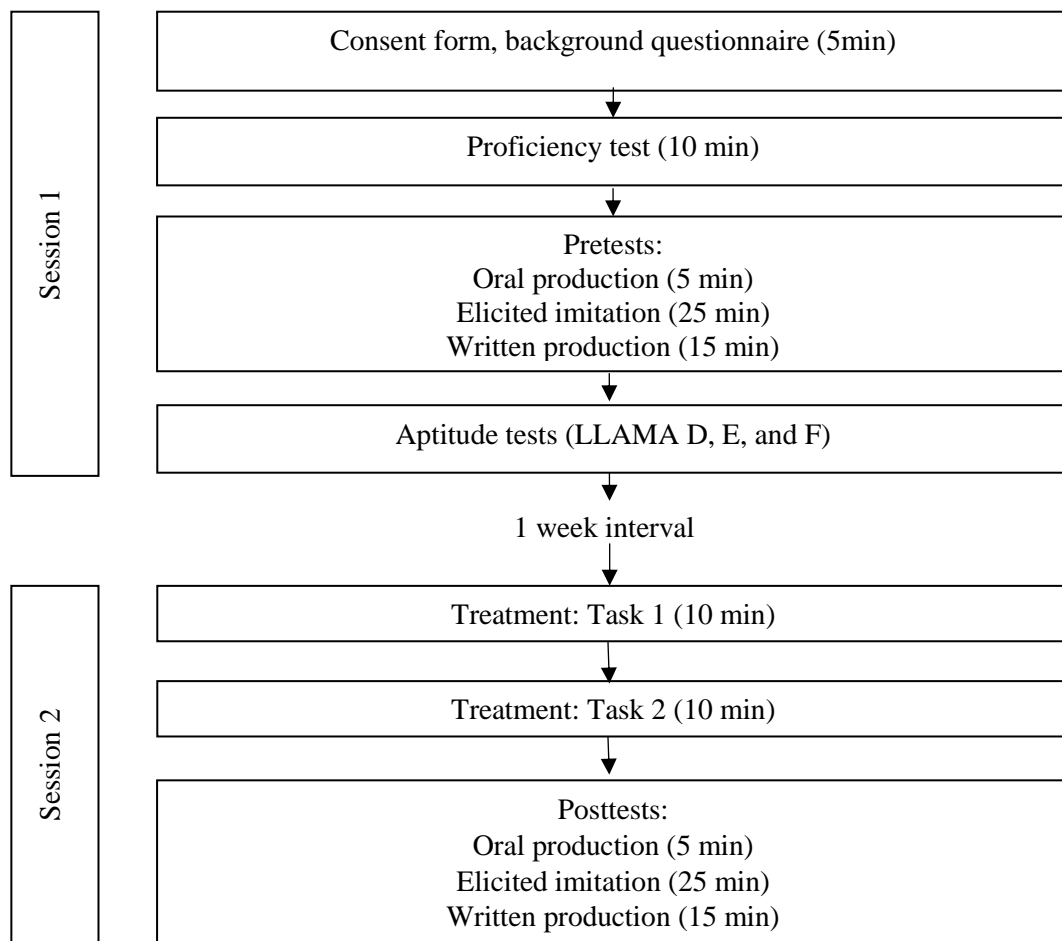 Session 1
Consent form, background questionnaire (5min)
Proficiency test (10 min)
Pretests:
Oral production (5 min)
Elicited imitation (25 min)
Written production (15 min)
Aptitude tests (LLAMA D, E, and F)
1 week interval
Session 2
Treatment: Task 1 (10 min)
Treatment: Task 2 (10 min)
Posttests:
Oral production (5 min)
Elicited imitation (25 min)
Written production (15 min)